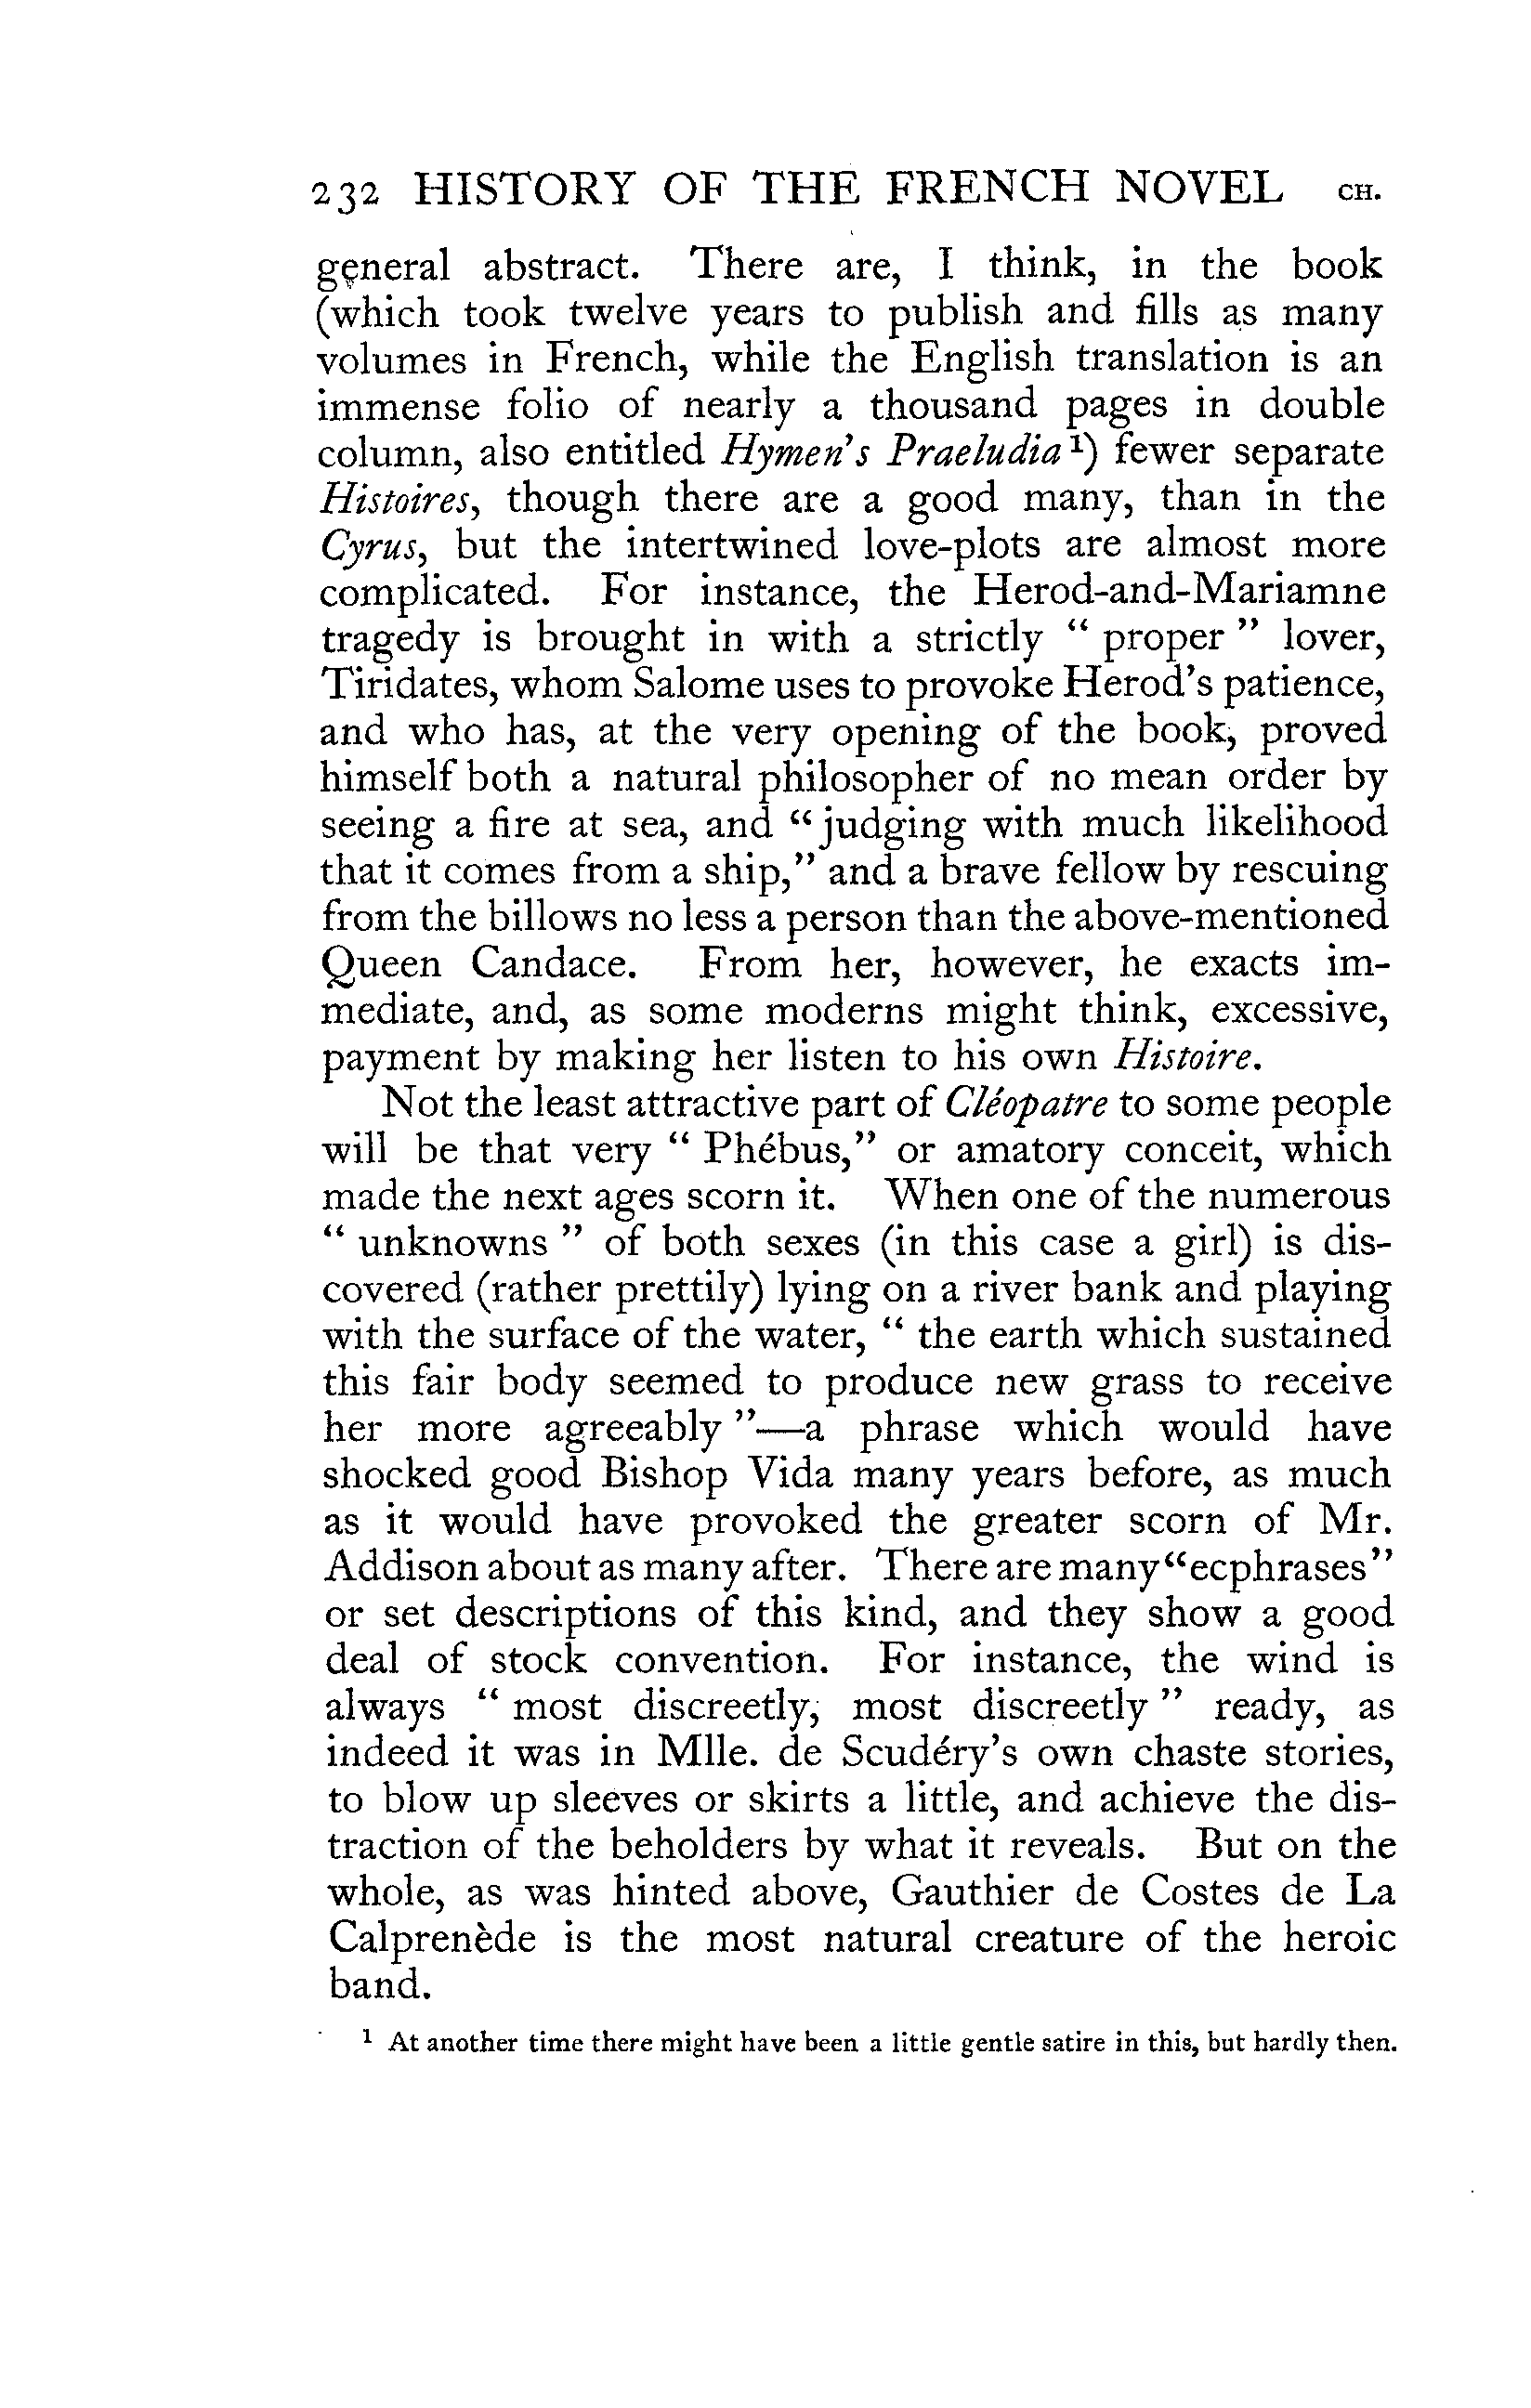 232 HISTORY OF THE FRENCH NOVEL CH.
general abstract. There are, I think, in the book
(which took twelve years to publish and fills as many
volumes in French, while the English translation is an
immense folio of nearly a thousand pages in double
column, also entitled Hymen's Praeludia¹) fewer separate
Histoires, though there are a good many, than in the
Cyrus, but the intertwined love-plots are almost more
complicated. For instance, the Herod-and-Mariamne
tragedy is brought in with a strictly “ proper ” lover,
Tiridates, whom Salome uses to provoke Herod's patience,
and who has, at the very opening of the book, proved
himself both a natural philosopher of no mean order by
seeing a fire at sea, and “judging with much likelihood
that it comes from a ship,” and a brave fellow by rescuing
from the billows no less a person than the above-mentioned
Queen Candace. From her, however, he exacts im-
mediate, and, as some moderns might think, excessive,
payment by making her listen to his own Histoire.
Not the least attractive part of Cléopatre to some people
will be that very “ Phébus,” or amatory conceit, which
made the next ages scorn it. When one of the numerous
“ unknowns ” of both sexes (in this case a girl) is dis-
covered (rather prettily) lying on a river bank and playing
with the surface of the water, “ the earth which sustained
this fair body seemed to produce new grass to receive
her more agreeably ”—a phrase which would have
shocked good Bishop Vida many years before, as much
as it would have provoked the greater scorn of Mr.
Addison about as many after. There are many “ecphrases”
or set descriptions of this kind, and they show a good
deal of stock convention. For instance, the wind is
always “ most discreetly, most discreetly ” ready, as
indeed it was in Mlle. de Scudéry's own chaste stories,
to blow up sleeves or skirts a little, and achieve the dis-
traction of the beholders by what it reveals. But on the
whole, as was hinted above, Gauthier de Costes de La
Calprenède is the most natural creature of the heroic
band.
¹ At another time there might have been a little gentle satire in this, but hardly then.